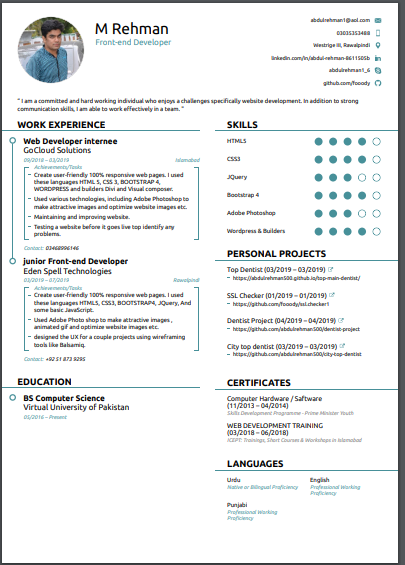 M Rehman
Front-end Developer
abdulrehman1@aol.com
03035353488
Westrige III, Rawalpindi
linkedin.com/in/abdul-rehman-8611505b
abdulrehman1_6
github.com/fooody
" I am a committed and hard working individual who enjoys a challenges specifically website development. In addition to strong
communication skills, I am able to work effectively in a team. "
WORK EXPERIENCE
Web Developer internee
GoCloud Solutions
09/2018 – 03/2019 Islamabad
Achievements/Tasks
– Create user-friendly 100% responsive web pages. I used
these languages HTML 5, CSS 3, BOOTSTRAP 4,
WORDPRESS and builders Divi and Visual composer.
– Used various technologies, including Adobe Photoshop to
make attractive images and optimize website images etc.
– Maintaining and improving website.
– Testing a website before it goes live top identify any
problems.
Contact: 03468996146
junior Front-end Developer
Eden Spell Technologies
03/2019 – 07/2019 Rawalpindi
Achievements/Tasks
– Create user-friendly 100% responsive web pages. I used
these languages HTML5, CSS3, BOOTSTRAP4, JQuery, And
some basic JavaScript.
– Used Adobe Photo shop to make attractive images ,
animated gif and optimize website images etc.
– designed the UX for a couple projects using wireframe
tools like Balsamiq.
Contact: +92 51 873 9295
EDUCATION
BS Computer Science
Virtual University of Pakistan
05/2016 – Present
SKILLS
HTML5
CSS3
JQuery
Bootstrap 4
Adobe Photoshop
Wordpress & Builders
PERSONAL PROJECTS
Top Dentist (03/2019 – 03/2019)
– https://abdulrehman500.github.io/top-main-dentist/
SSL Checker (01/2019 – 01/2019)
– https://github.com/fooody/ssl.checker1
Dentist Project (04/2019 – 04/2019)
– https://github.com/abdulrehman500/dentist-project
City top dentist (03/2019 – 03/2019)
– https://github.com/abdulrehman500/city-top-dentist
CERTIFICATES
Computer Hardware / Saftware
(11/2013 – 04/2014)
Skills Development Programme - Prime Minister Youth
WEB DEVELOPMENT TRAINING
(03/2018 – 06/2018)
ICEPT: Trainings, Short Courses & Workshops in Islamabad
LANGUAGES
Urdu
Native or Bilingual Proficiency
English
Professional Working
Proficiency
Punjabi
Professional Working
Proficiency